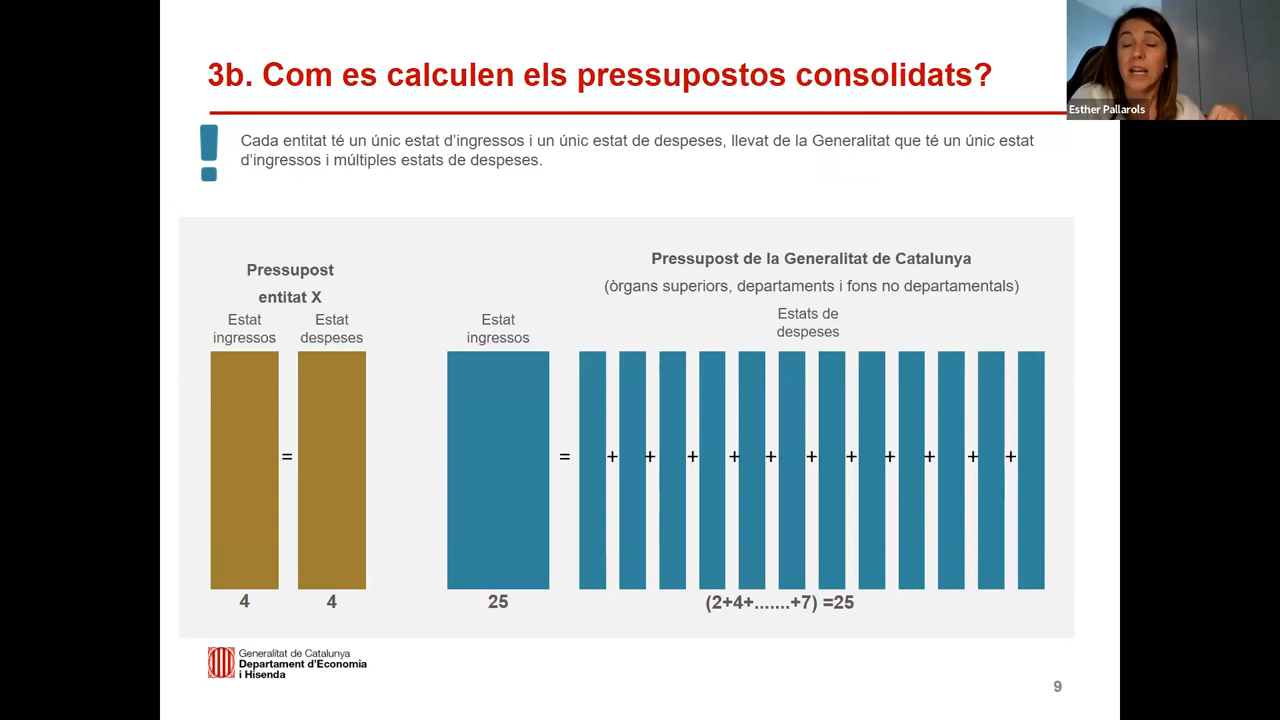 3b. Com es calculen els pressupostos consolidats?
Esther Pallarols
Cada entitat té un únic estat d’ingressos i un únic estat de despeses, llevat de la Generalitat que té un únic estat
d’ingressos i múltiples estats de despeses.
Pressupost
entitat X
Estat
ingressos
Estat
despeses
=
4
4
Pressupost de la Generalitat de Catalunya
(òrgans superiors, departaments i fons no departamentals)
Estat
ingressos
Estats de
despeses
= + + + + + + + + + + +
25
(2+4+.......+7) =25
Generalitat de Catalunya
Departament d’Economia
i Hisenda
9